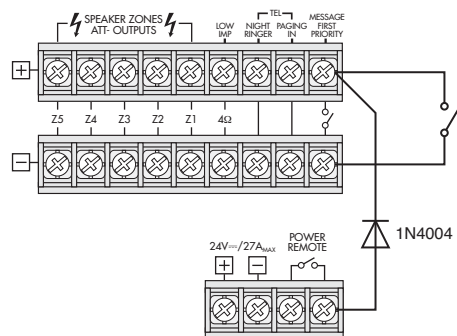 SPEAKER ZONES
ATT- OUTPUTS
LOW
IMP
TEL
NIGHT
RINGER
PAGING
IN
MESSAGE
FIRST
PRIORITY
+
Z5 Z4 Z3 Z2 Z1 4Ω
-
1N4004
24V⎓/27AMAX
POWER
REMOTE
+ -